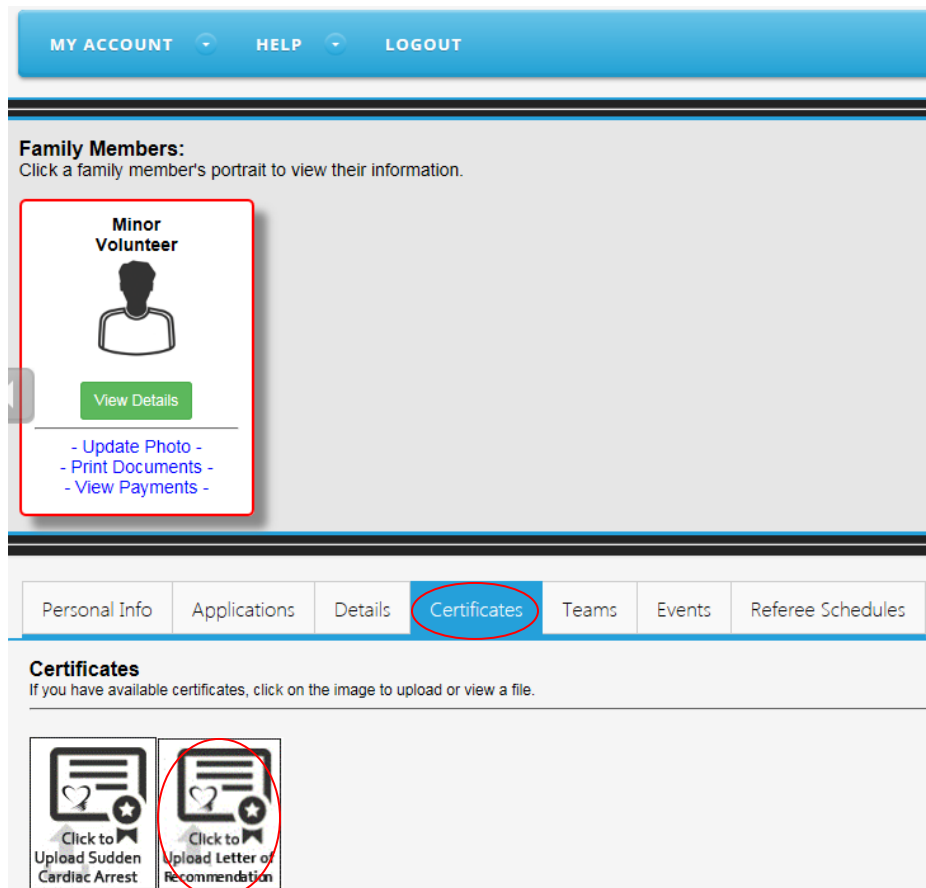 MY ACCOUNT HELP LOGOUT
Family Members:
Click a family member's portrait to view their information.
Minor
Volunteer
View Details
- Update Photo -
- Print Documents -
- View Payments -
Personal Info Applications Details Certificates Teams Events Referee Schedules
Certificates
If you have available certificates, click on the image to upload or view a file.
Click to
Upload Sudden
Cardiac Arrest
Click to
Upload Letter of
Recommendation